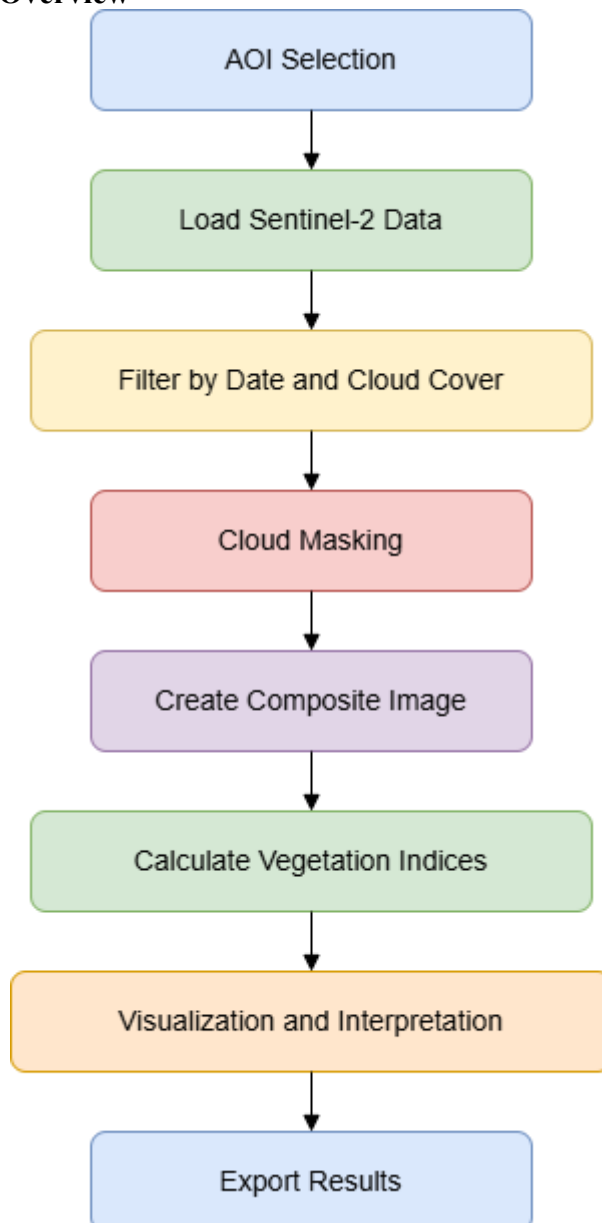 Overview
AOI Selection
Load Sentinel-2 Data
Filter by Date and Cloud Cover
Cloud Masking
Create Composite Image
Calculate Vegetation Indices
Visualization and Interpretation
Export Results